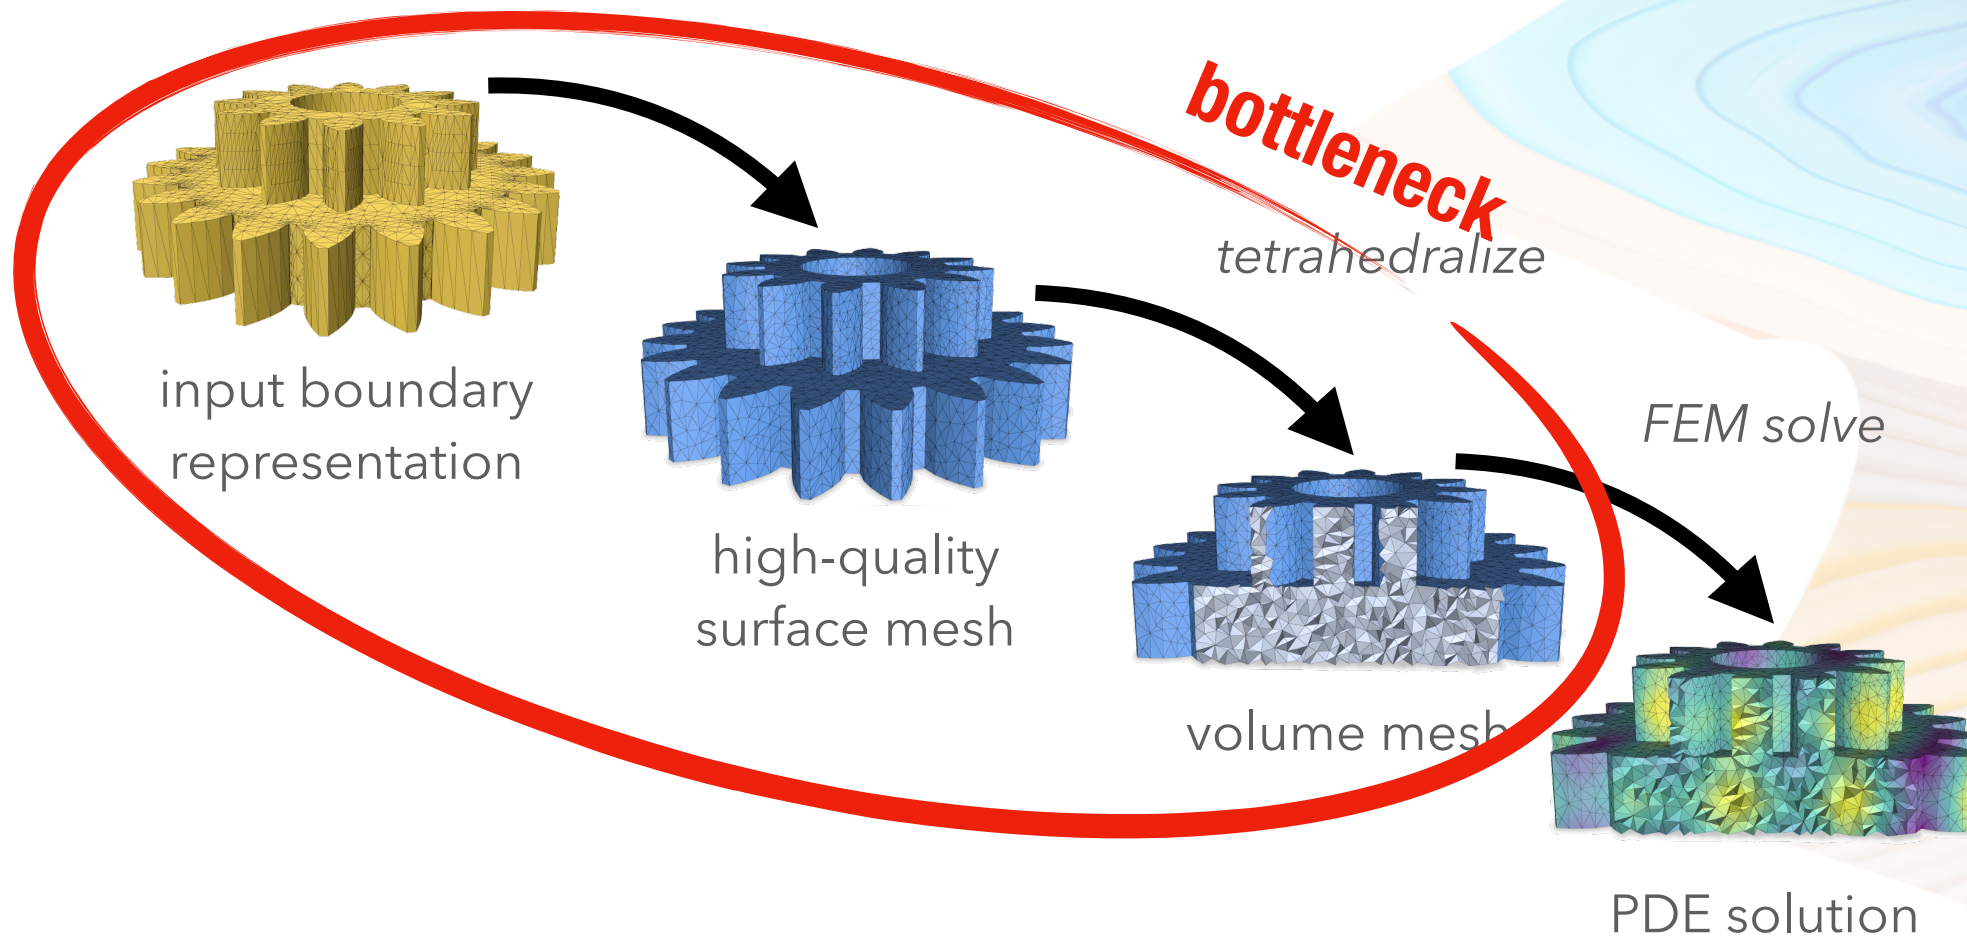 bottleneck
tetrahedralize
input boundary
representation
FEM solve
high-quality
surface mesh
volume mesh
PDE solution